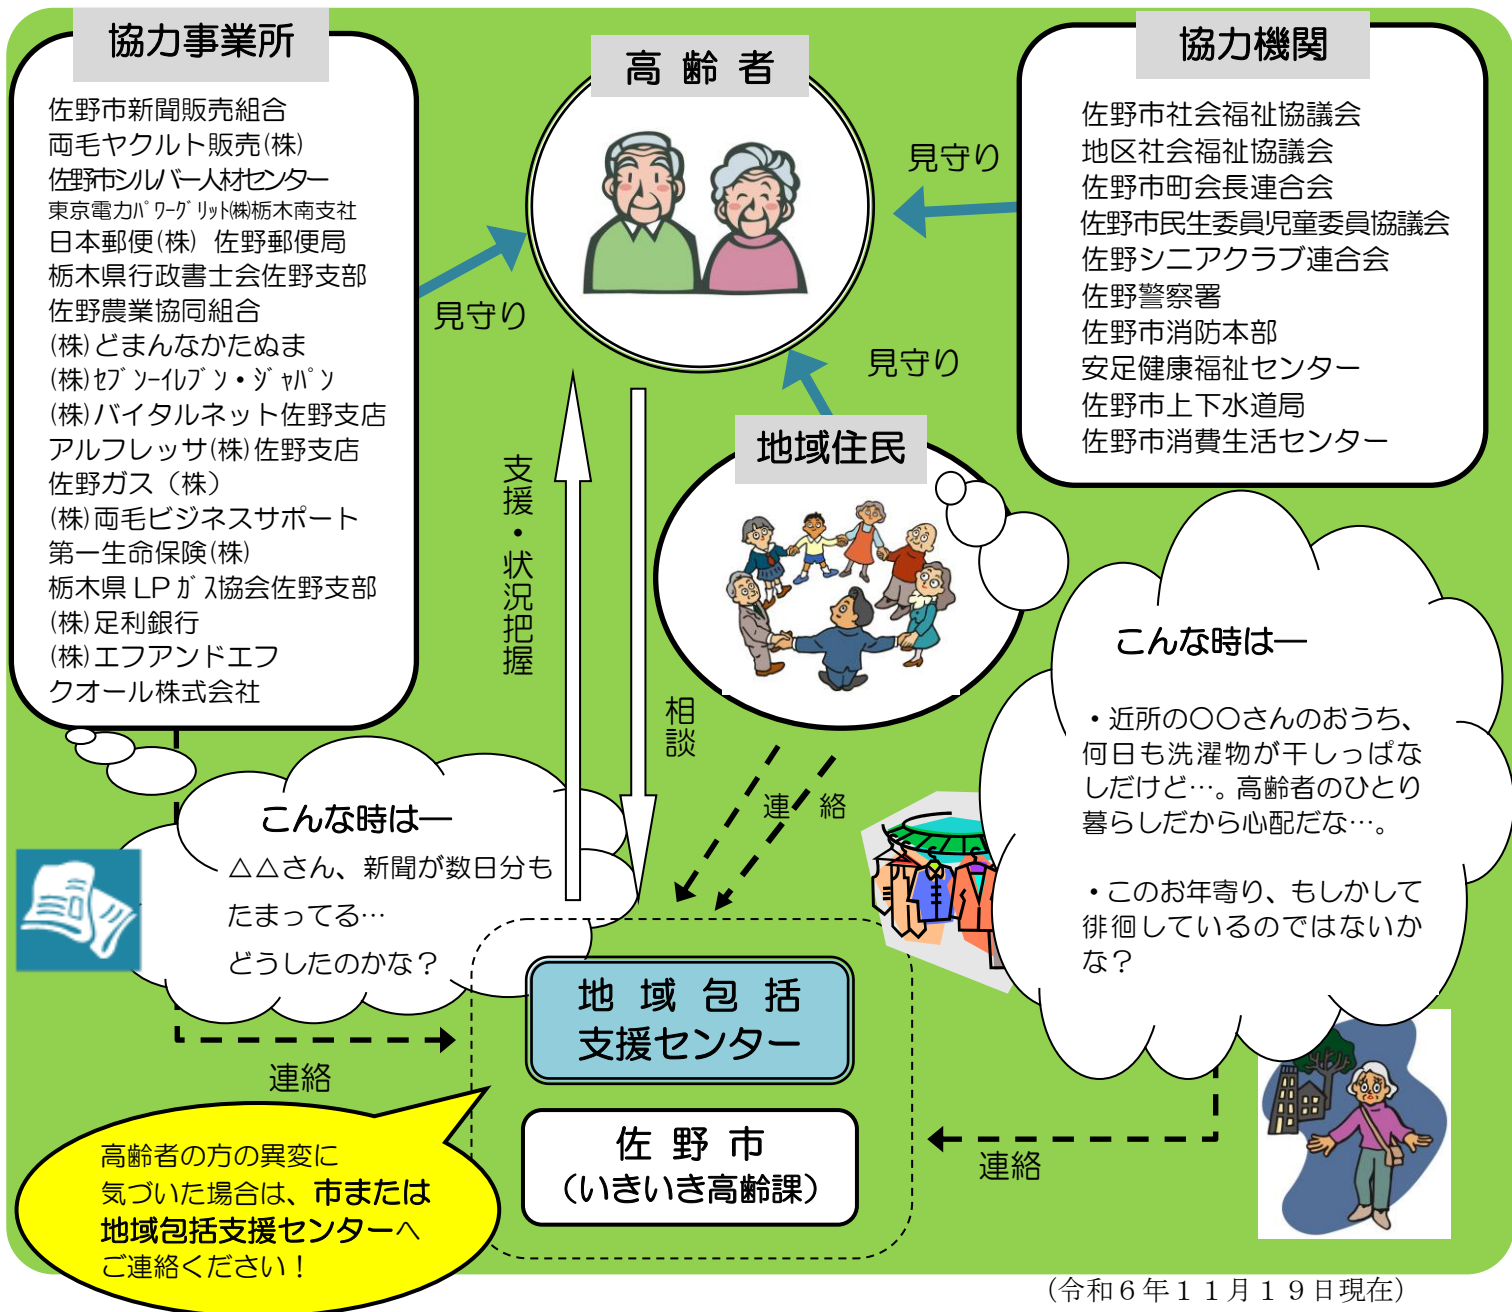 協力事業所
佐野市新聞販売組合
両毛ヤクルト販売(株)
佐野市シルバー人材センター
東京電力ﾊﾟﾜｰｸﾞﾘｯﾄ㈱栃木南支社
日本郵便(株) 佐野郵便局
栃木県行政書士会佐野支部
佐野農業協同組合
(株)どまんなかたぬま
(株)ｾﾌﾞﾝ-ｲﾚﾌﾞﾝ・ｼﾞｬﾊﾟﾝ
(株)バイタルネット佐野支店
アルフレッサ(株)佐野支店
佐野ガス（株）
(株)両毛ビジネスサポート
第一生命保険(株)
栃木県LPｶﾞｽ協会佐野支部
(株)足利銀行
(株)エフアンドエフ
クオール株式会社
高齢者
協力機関
佐野市社会福祉協議会
地区社会福祉協議会
佐野市町会長連合会
佐野市民生委員児童委員協議会
佐野シニアクラブ連合会
佐野警察署
佐野市消防本部
安足健康福祉センター
佐野市上下水道局
佐野市消費生活センター
見守り
見守り
見守り
地域住民
支援・状況把握
相談
連絡
こんな時は―
・近所の〇〇さんのおうち、
何日も洗濯物が干しっぱな
しだけど…。高齢者のひとり
暮らしだから心配だな…。
・このお年寄り、もしかして
徘徊しているのではないか
な？
こんな時は―
△△さん、新聞が数日分も
たまってる…
どうしたのかな？
地域包括
支援センター
佐野市
（いきいき高齢課）
連絡
連絡
高齢者の方の異変に
気づいた場合は、市または
地域包括支援センターへ
ご連絡ください！
（令和６年１１月１９日現在）